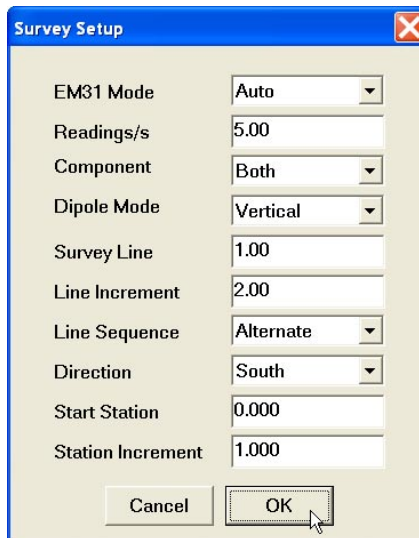 Survey Setup
EM31 Mode Auto
Readings/s 5.00
Component Both
Dipole Mode Vertical
Survey Line 1.00
Line Increment 2.00
Line Sequence Alternate
Direction South
Start Station 0.000
Station Increment 1.000
Cancel OK